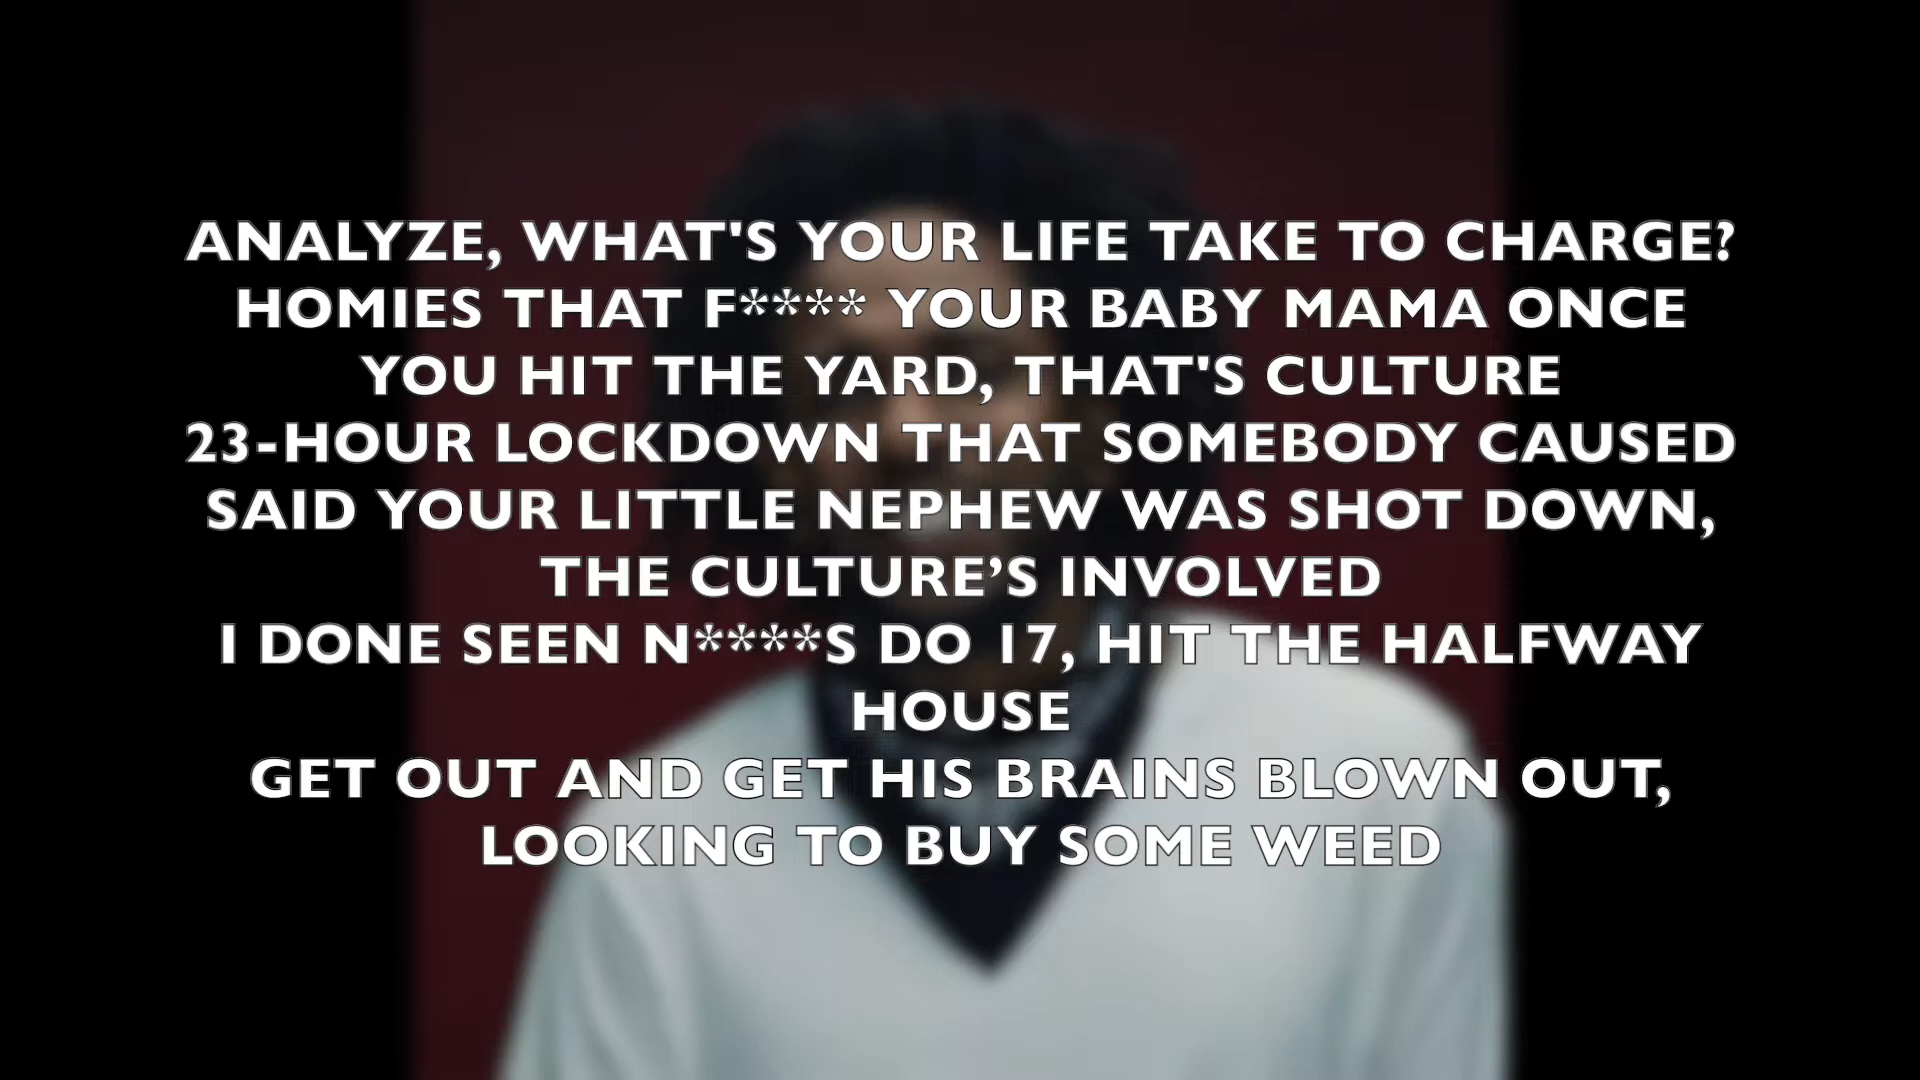 ANALYZE, WHAT'S YOUR LIFE TAKE TO CHARGE?
HOMIES THAT F**** YOUR BABY MAMA ONCE
YOU HIT THE YARD, THAT'S CULTURE
23-HOUR LOCKDOWN THAT SOMEBODY CAUSED
SAID YOUR LITTLE NEPHEW WAS SHOT DOWN,
THE CULTURE’S INVOLVED
I DONE SEEN N****S DO 17, HIT THE HALFWAY
HOUSE
GET OUT AND GET HIS BRAINS BLOWN OUT,
LOOKING TO BUY SOME WEED